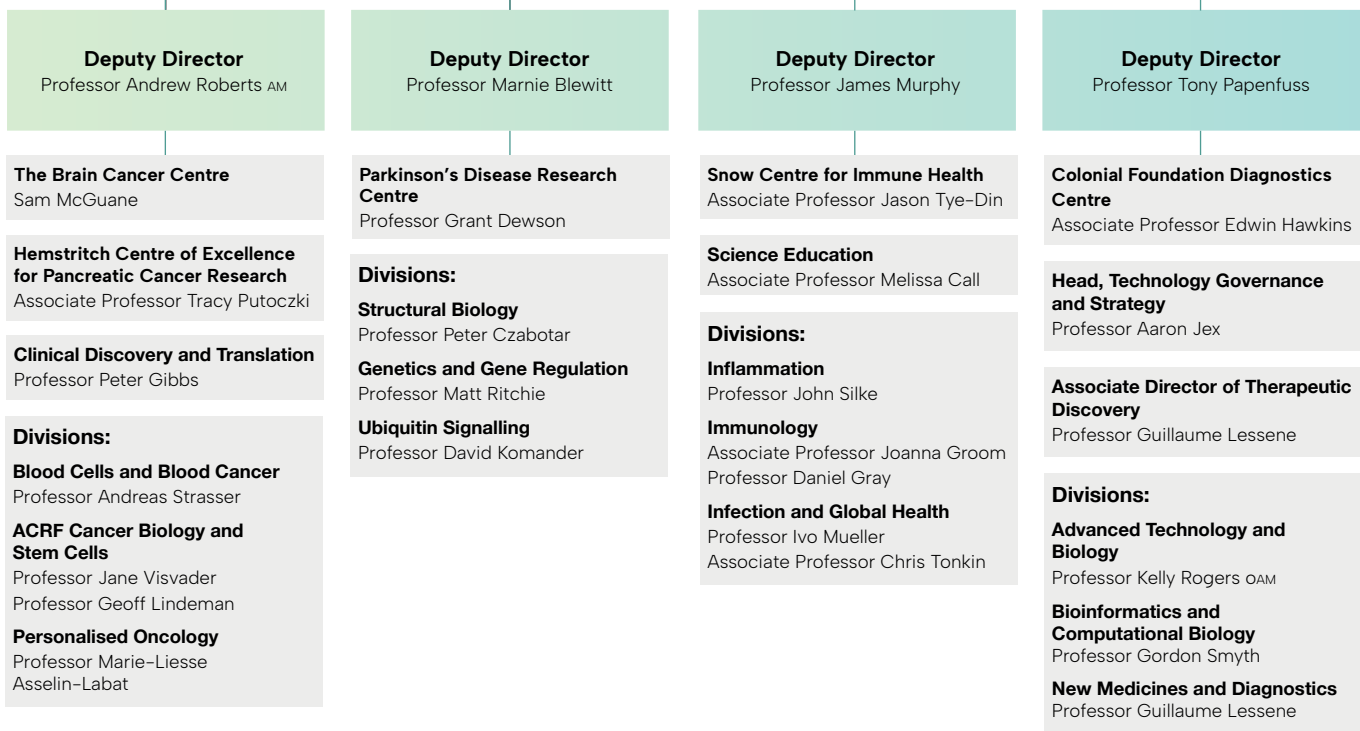 Deputy Director
Professor Andrew Roberts AM
The Brain Cancer Centre
Sam McGuane
Hemstritch Centre of Excellence
for Pancreatic Cancer Research
Associate Professor Tracy Putoczki
Clinical Discovery and Translation
Professor Peter Gibbs
Divisions:
Blood Cells and Blood Cancer
Professor Andreas Strasser
ACRF Cancer Biology and
Stem Cells
Professor Jane Visvader
Professor Geoff Lindeman
Personalised Oncology
Professor Marie-Liesse
Asselin-Labat
Deputy Director
Professor Marnie Blewitt
Parkinson's Disease Research
Centre
Professor Grant Dewson
Divisions:
Structural Biology
Professor Peter Czabotar
Genetics and Gene Regulation
Professor Matt Ritchie
Ubiquitin Signalling
Professor David Komander
Deputy Director
Professor James Murphy
Snow Centre for Immune Health
Associate Professor Jason Tye-Din
Science Education
Associate Professor Melissa Call
Divisions:
Inflammation
Professor John Silke
Immunology
Associate Professor Joanna Groom
Professor Daniel Gray
Infection and Global Health
Professor Ivo Mueller
Associate Professor Chris Tonkin
Deputy Director
Professor Tony Papenfuss
Colonial Foundation Diagnostics
Centre
Associate Professor Edwin Hawkins
Head, Technology Governance
and Strategy
Professor Aaron Jex
Associate Director of Therapeutic
Discovery
Professor Guillaume Lessene
Divisions:
Advanced Technology and
Biology
Professor Kelly Rogers OAM
Bioinformatics and
Computational Biology
Professor Gordon Smyth
New Medicines and Diagnostics
Professor Guillaume Lessene